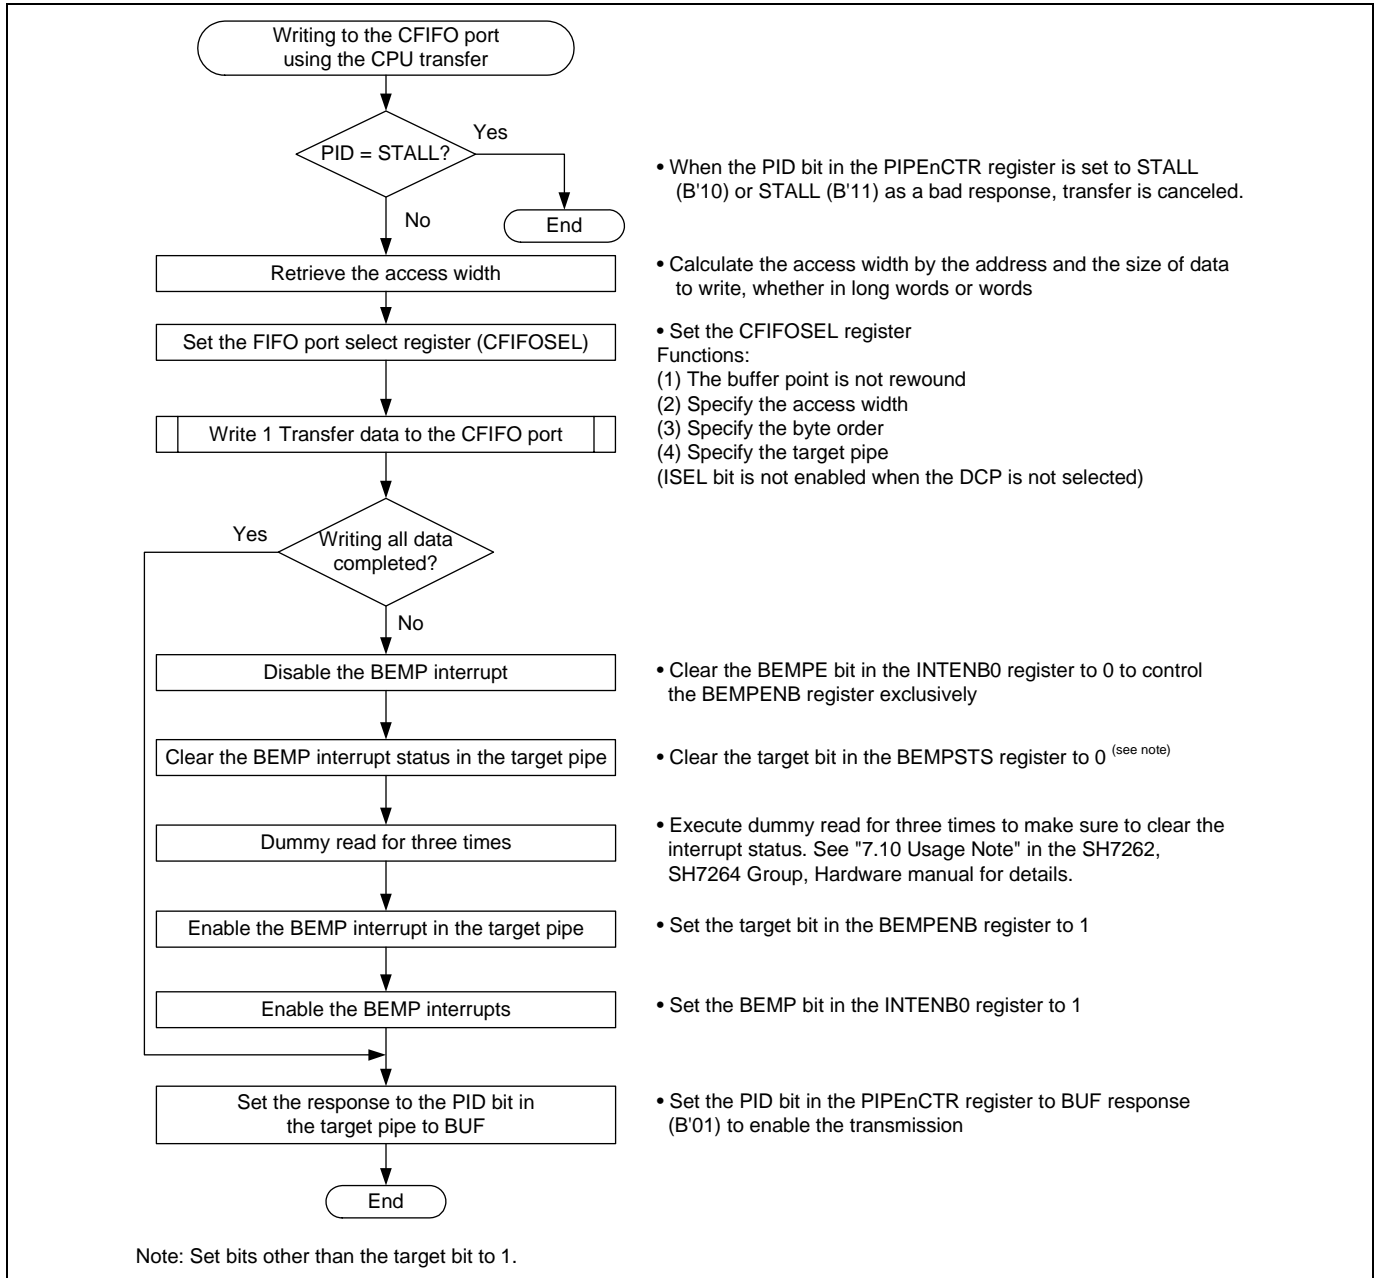 Writing to the CFIFO port
using the CPU transfer
Yes
PID = STALL?
• When the PID bit in the PIPEnCTR register is set to STALL
(B'10) or STALL (B'11) as a bad response, transfer is canceled.
No
End
Retrieve the access width
• Calculate the access width by the address and the size of data
to write, whether in long words or words
Set the FIFO port select register (CFIFOSEL)
• Set the CFIFOSEL register
Functions:
(1) The buffer point is not rewound
(2) Specify the access width
(3) Specify the byte order
(4) Specify the target pipe
(ISEL bit is not enabled when the DCP is not selected)
Write 1 Transfer data to the CFIFO port
Yes
Writing all data
completed?
No
Disable the BEMP interrupt
• Clear the BEMPE bit in the INTENB0 register to 0 to control
the BEMPENB register exclusively
Clear the BEMP interrupt status in the target pipe
• Clear the target bit in the BEMPSTS register to 0 (see note)
Dummy read for three times
• Execute dummy read for three times to make sure to clear the
interrupt status. See "7.10 Usage Note" in the SH7262,
SH7264 Group, Hardware manual for details.
Enable the BEMP interrupt in the target pipe
• Set the target bit in the BEMPENB register to 1
Enable the BEMP interrupts
• Set the BEMP bit in the INTENB0 register to 1
Set the response to the PID bit in
the target pipe to BUF
• Set the PID bit in the PIPEnCTR register to BUF response
(B'01) to enable the transmission
End
Note: Set bits other than the target bit to 1.